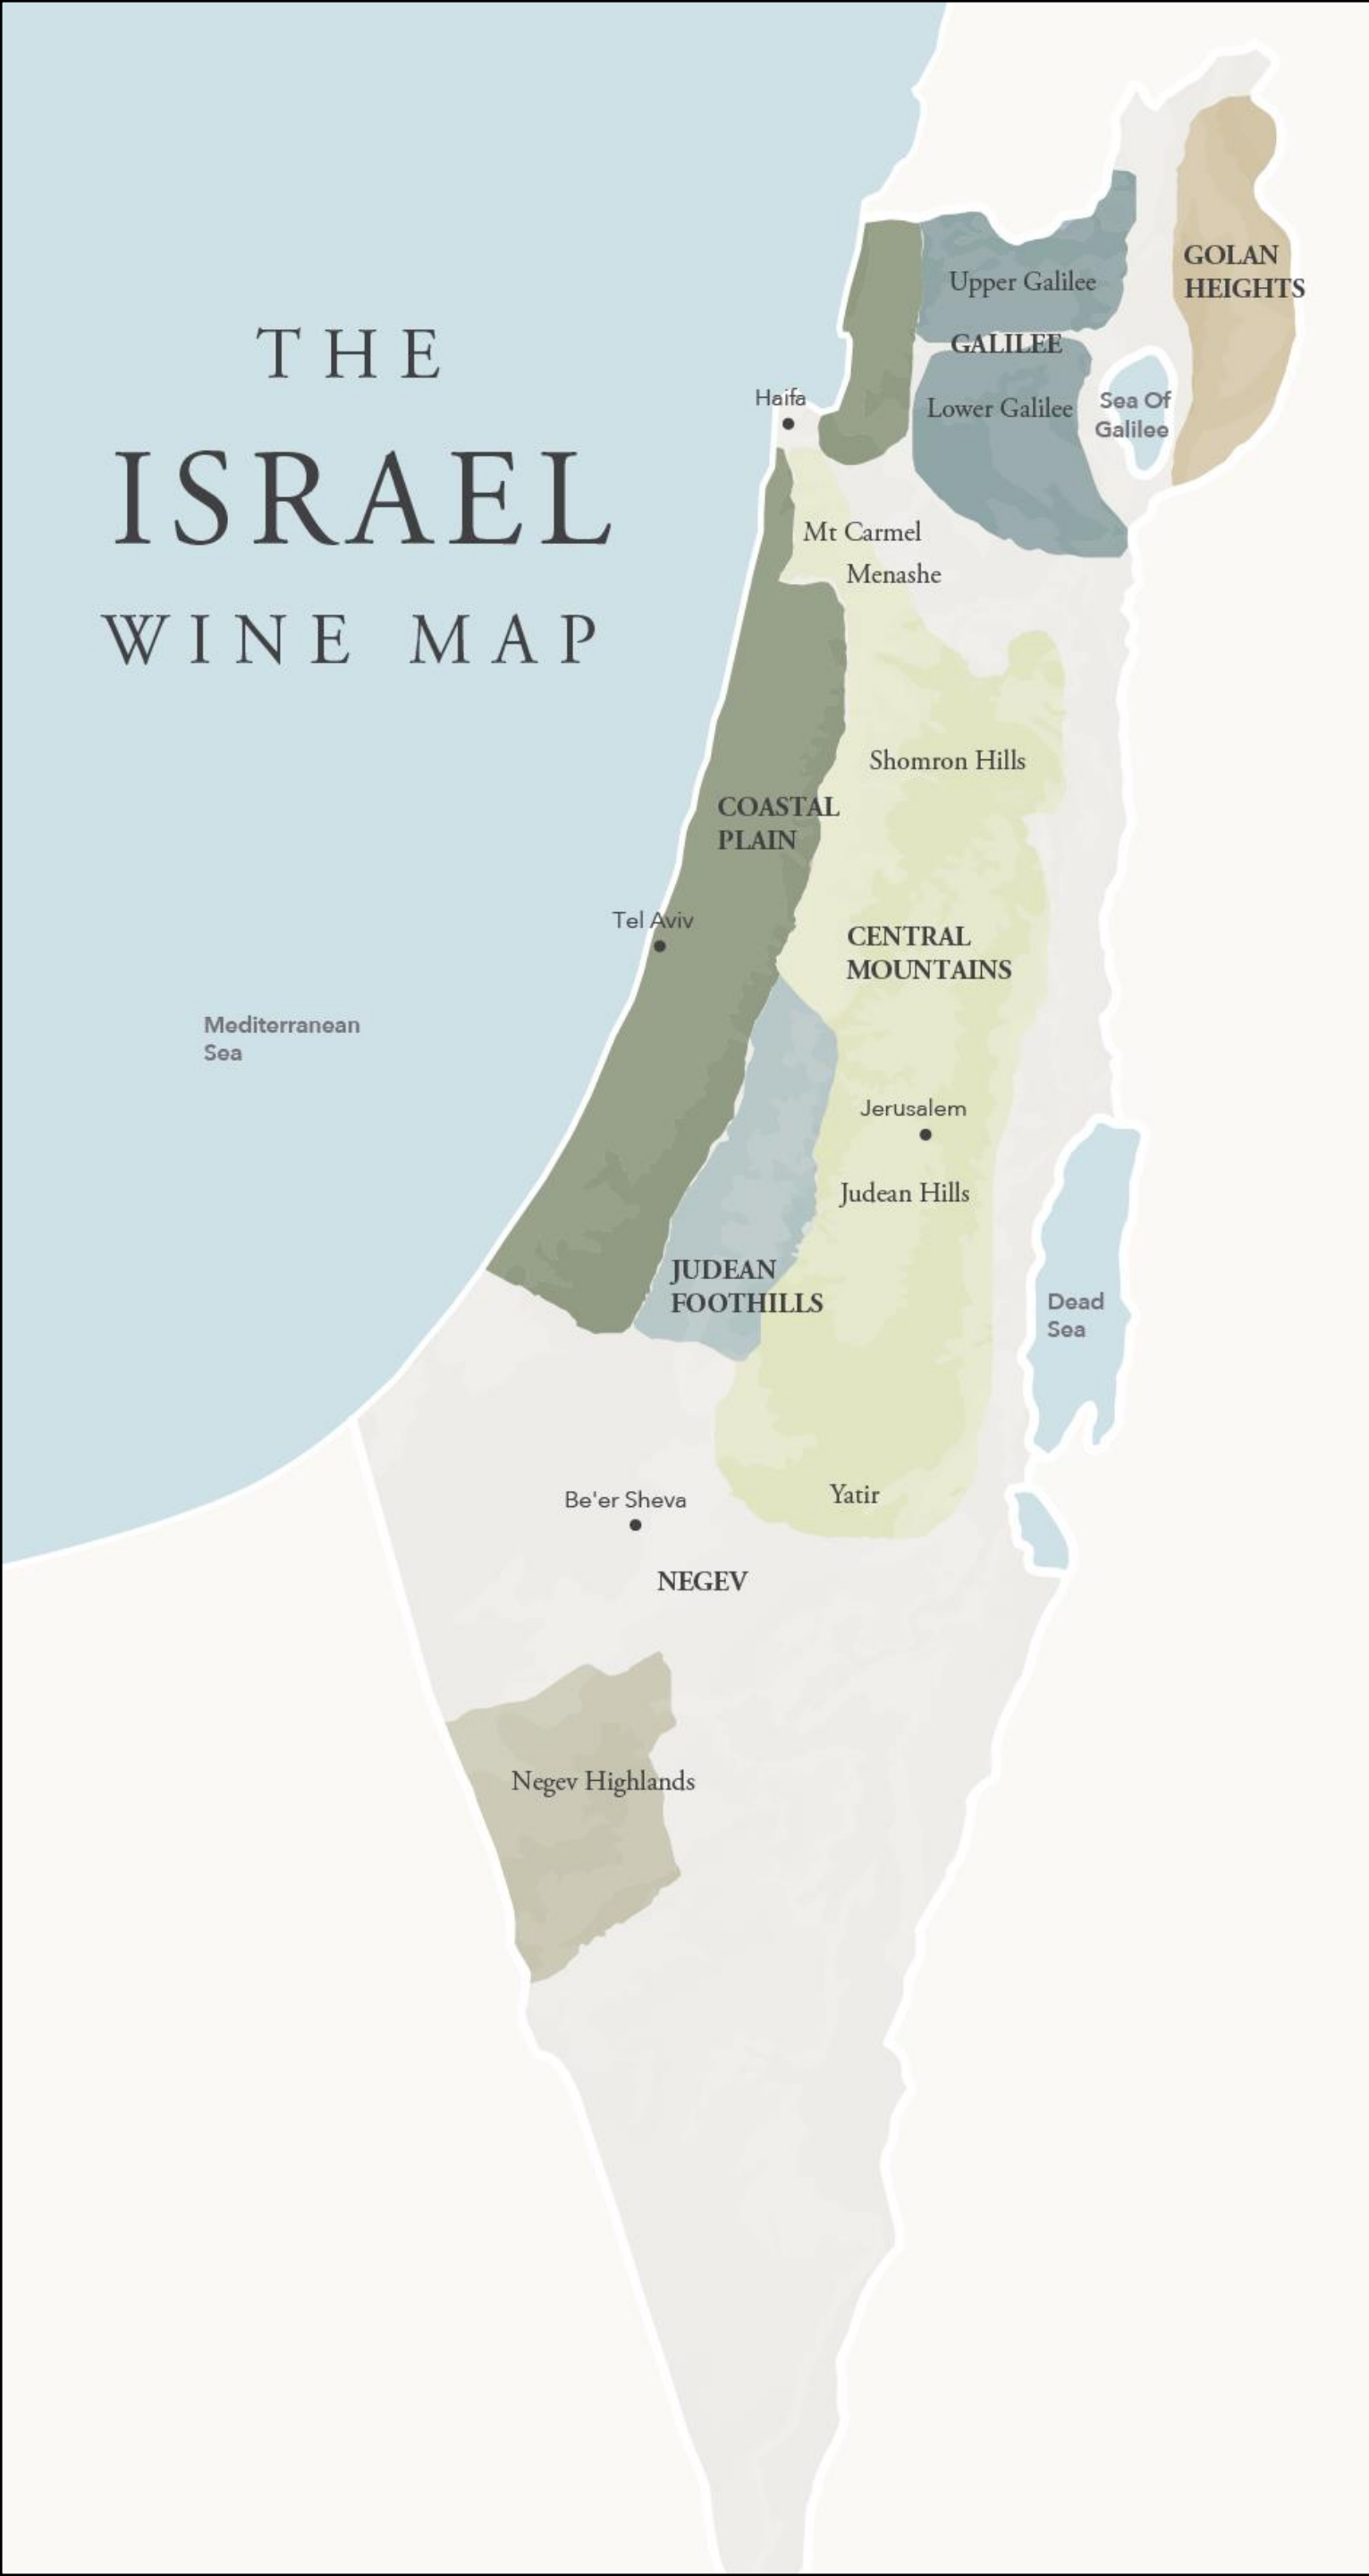 THE
ISRAEL
WINE MAP
GOLAN
HEIGHTS
Upper Galilee
GALILEE
Lower Galilee
Sea Of
Galilee
Haifa
Mt Carmel
Menashe
Shomron Hills
COASTAL
PLAIN
Tel Aviv
CENTRAL
MOUNTAINS
Mediterranean
Sea
Jerusalem
Judean Hills
JUDEAN
FOOTHILLS
Dead
Sea
Yatir
Be'er Sheva
NEGEV
Negev Highlands